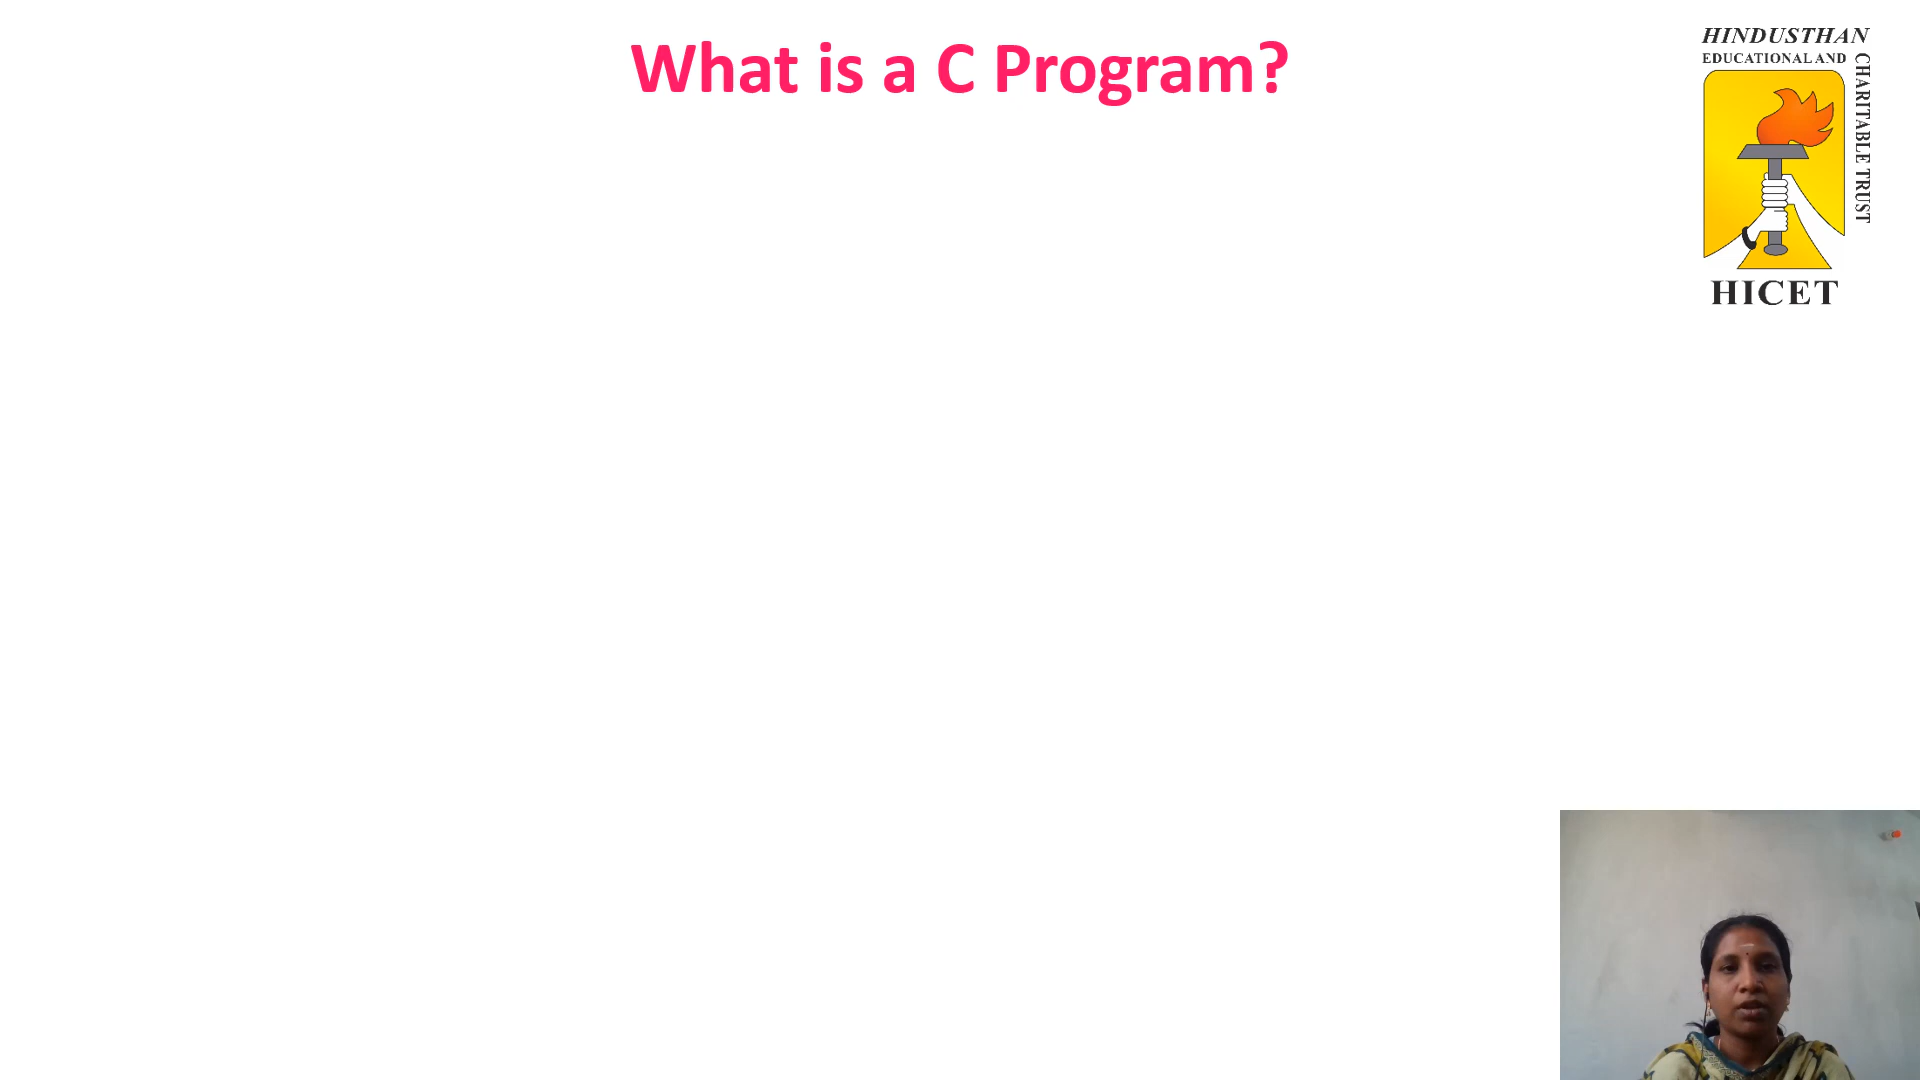 What is a C Program?
HINDUSTHAN
EDUCATIONAL AND
CHARITABLE TRUST
HICET